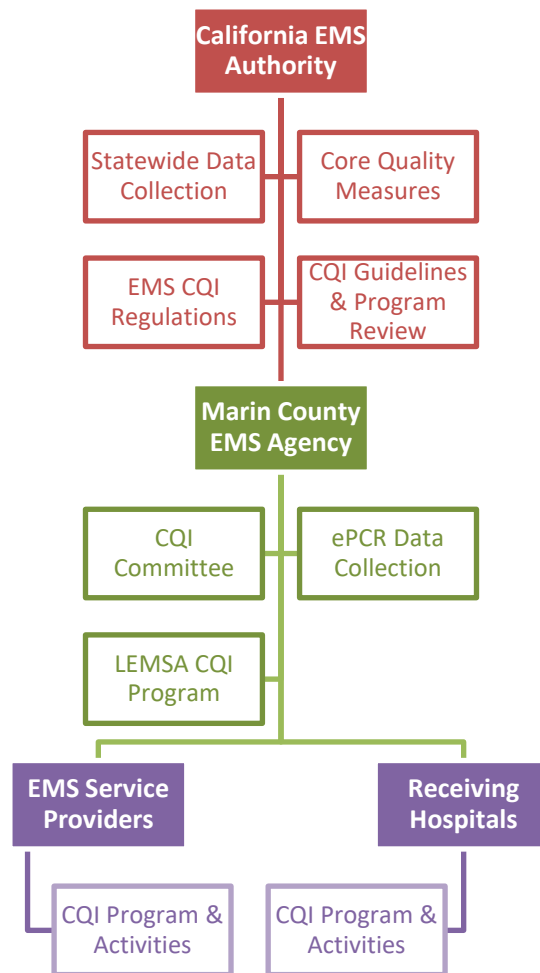 California EMS
Authority
Statewide Data
Collection
Core Quality
Measures
EMS CQI
Regulations
CQI Guidelines
& Program
Review
Marin County
EMS Agency
CQI
Committee
ePCR Data
Collection
LEMSA CQI
Program
EMS Service
Providers
Receiving
Hospitals
CQI Program &
Activities
CQI Program &
Activities